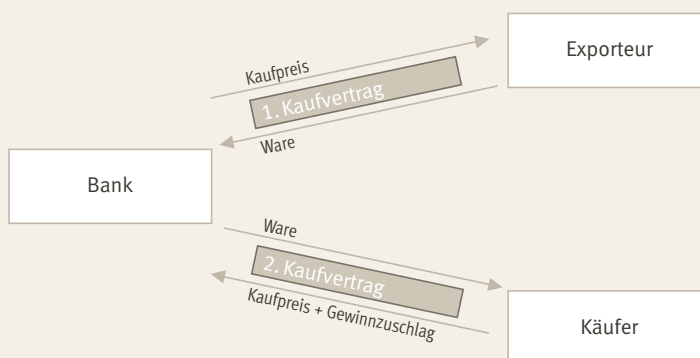 Exporteur
Kaufpreis
1. Kaufvertrag
Ware
Bank
Ware
2. Kaufvertrag
Kaufpreis + Gewinnzuschlag
Käufer